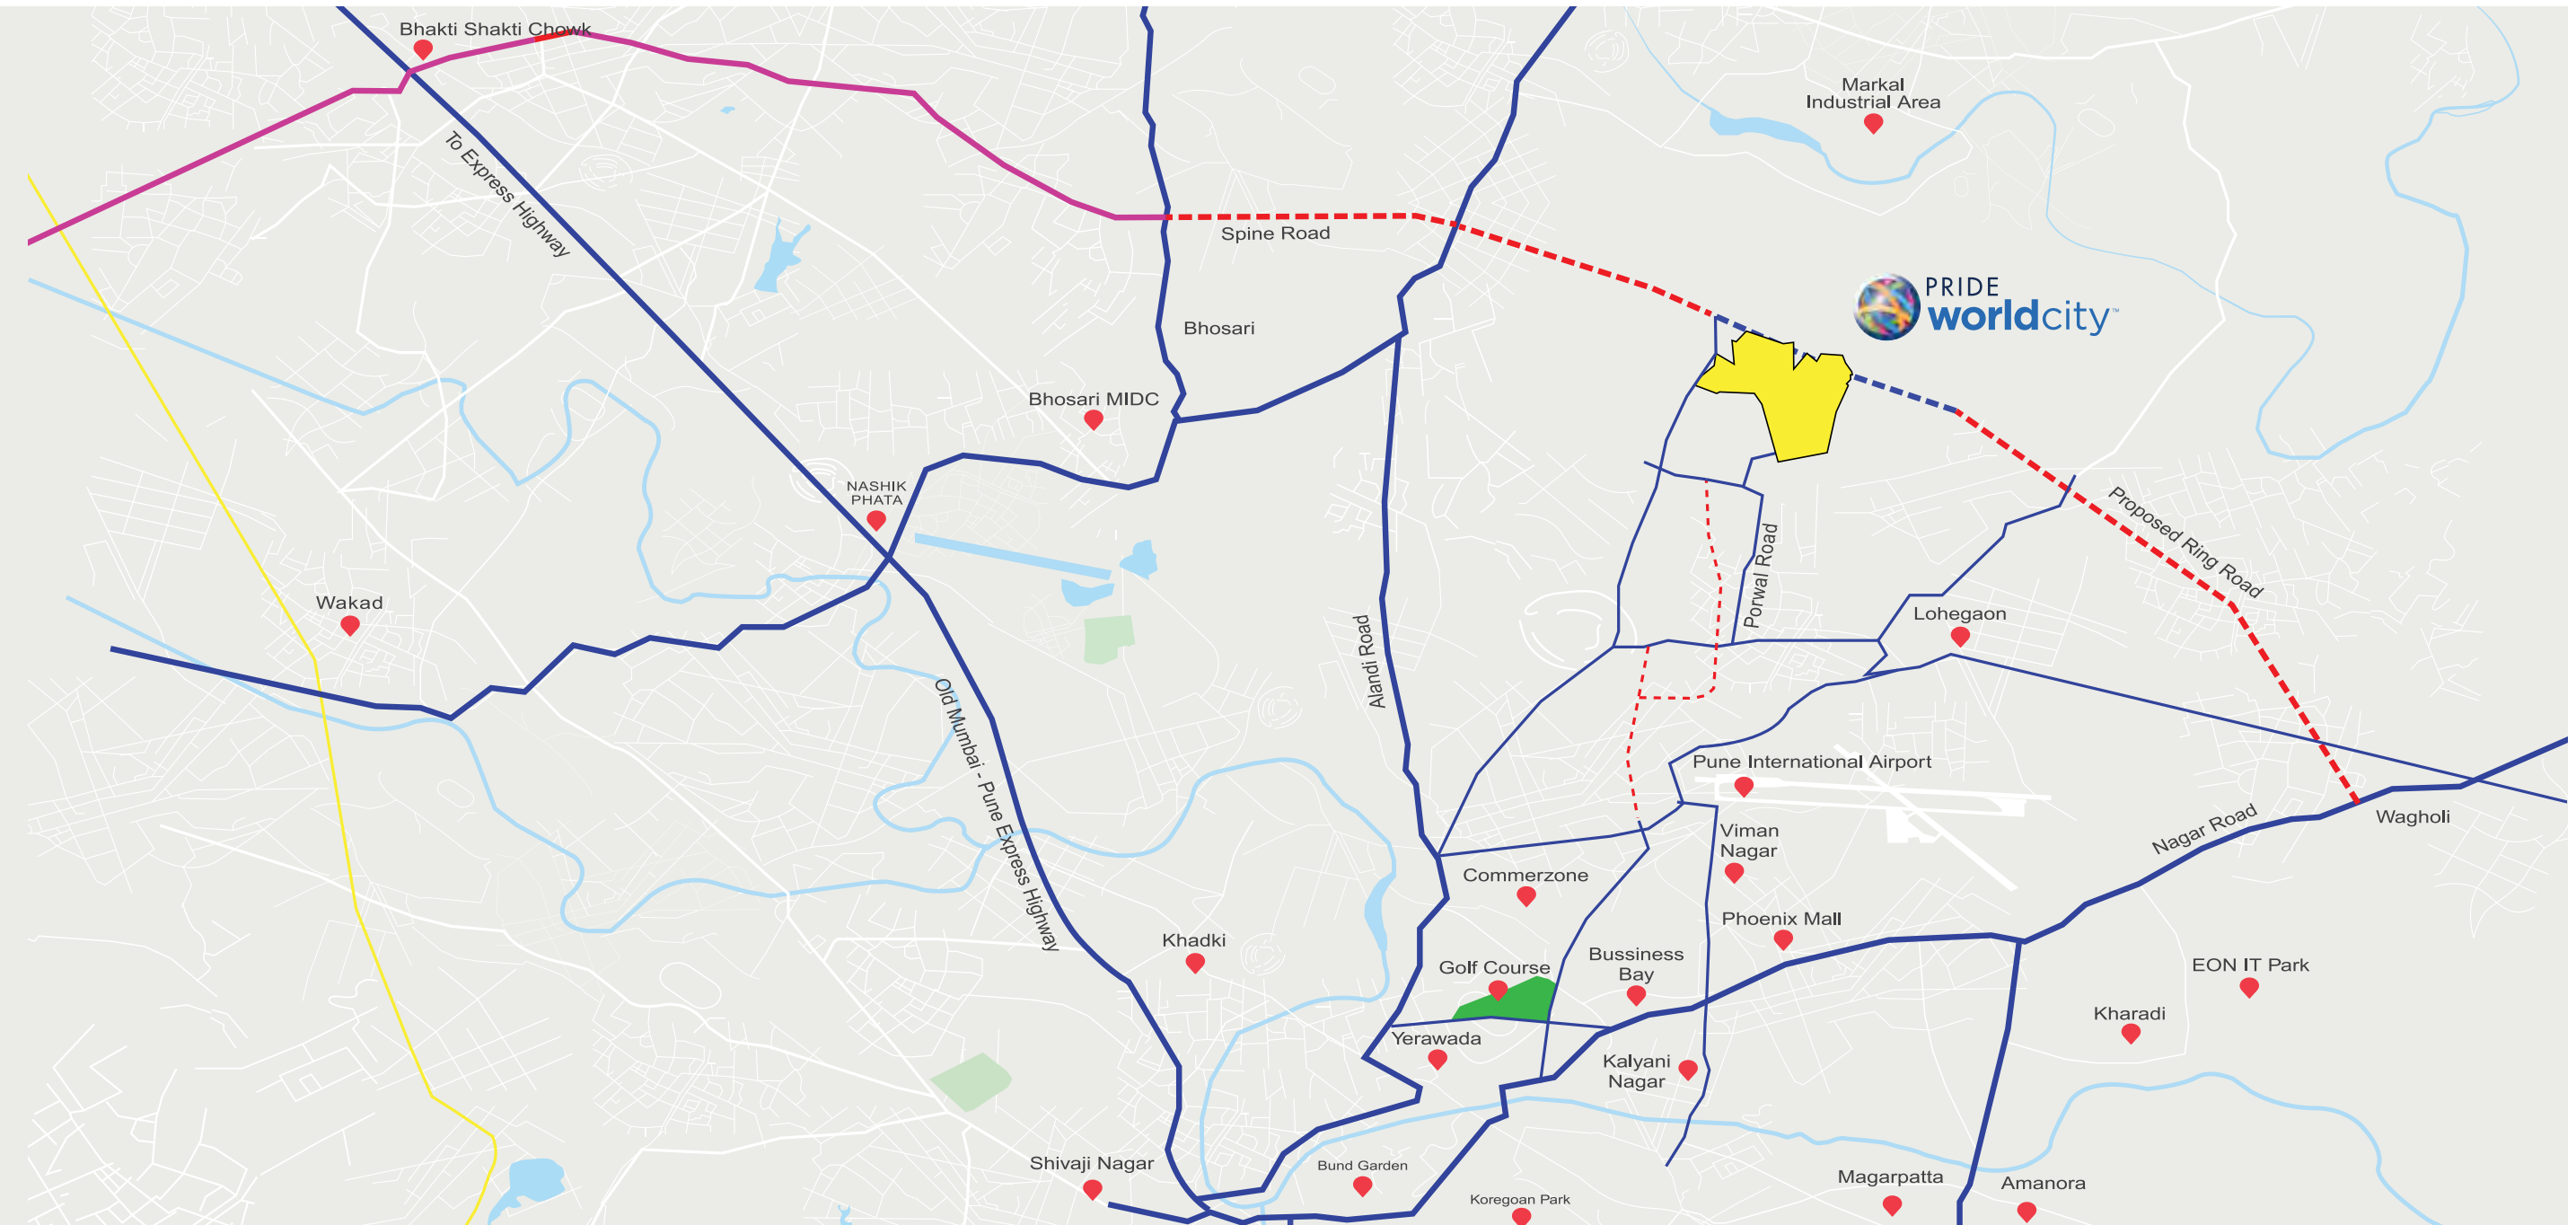 Bhakti Shakti Chowk
To Express Highway
Markal
Industrial Area
Spine Road
PRIDE
worldcity™
Bhosari
Bhosari MIDC
NASHIK
PHATA
Proposed Ring Road
Porwal Road
Wakad
Lohegaon
Alandi Road
Old Mumbai - Pune Express Highway
Pune International Airport
Nagar Road
Wagholi
Viman
Nagar
Commerzone
Phoenix Mall
Khadki
Golf Course
Bussiness
Bay
EON IT Park
Kharadi
Yerawada
Kalyani
Nagar
Shivaji Nagar
Bund Garden
Koregoan Park
Magarpatta
Amanora